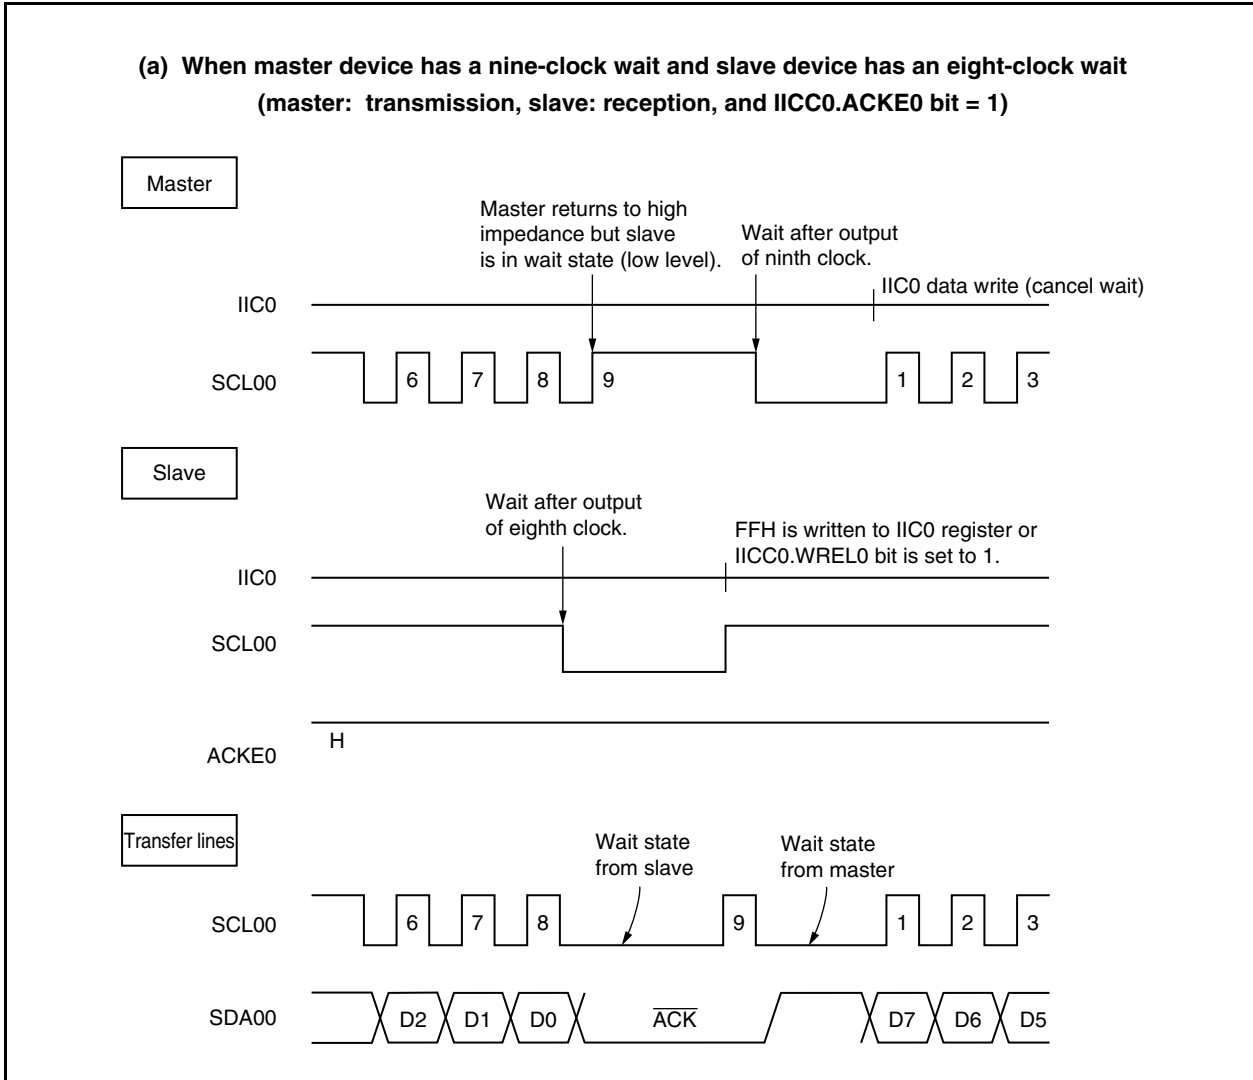 (a) When master device has a nine-clock wait and slave device has an eight-clock wait
(master: transmission, slave: reception, and IICC0.ACKE0 bit = 1)
Master
Master returns to high
impedance but slave
is in wait state (low level).
Wait after output
of ninth clock.
IIC0 data write (cancel wait)
IIC0
SCL00
6 7 8 9 1 2 3
Slave
Wait after output
of eighth clock.
FFH is written to IIC0 register or
IICC0.WREL0 bit is set to 1.
IIC0
SCL00
H
ACKE0
Transfer lines
Wait state
from slave
Wait state
from master
SCL00
6 7 8 9 1 2 3
SDA00
D2 D1 D0 A̅C̅K̅ D7 D6 D5